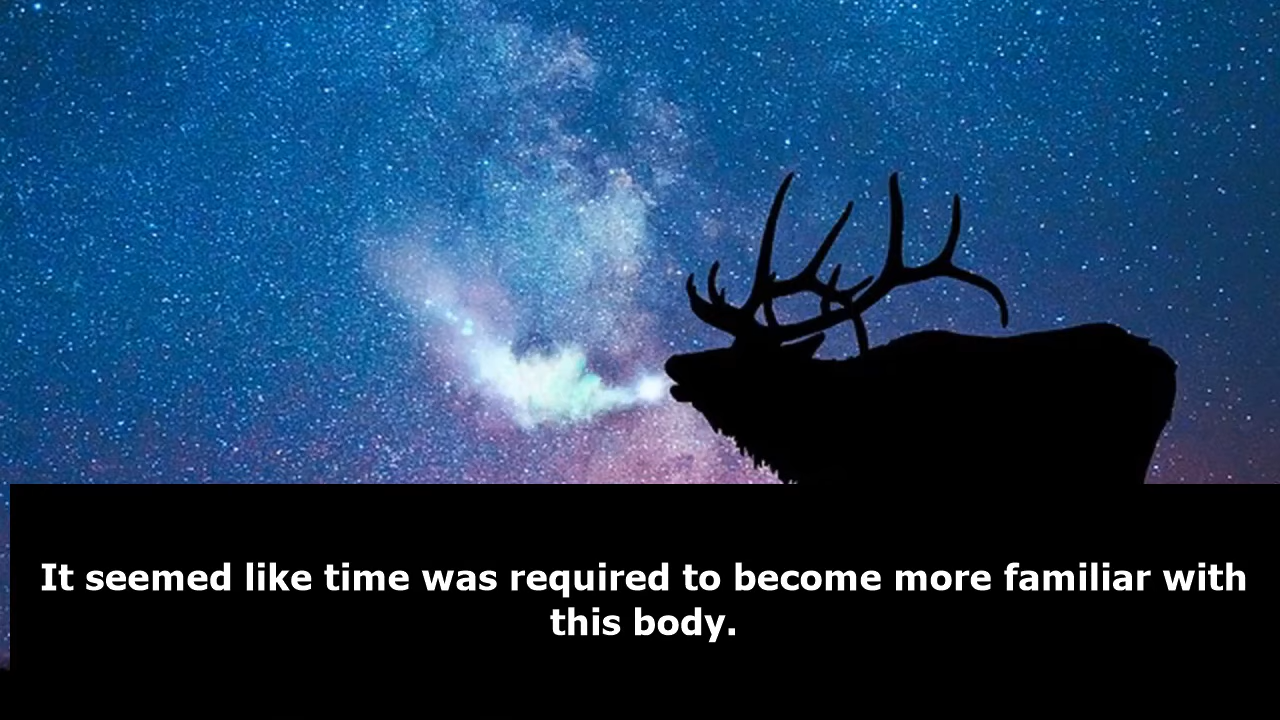 It seemed like time was required to become more familiar with
this body.